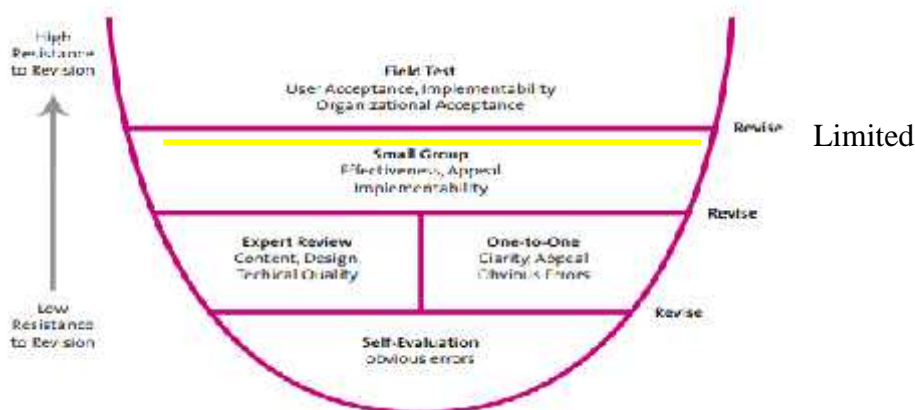 High
Resistance
to Revision
Field Test
User Acceptance, Implementability
Organizational Acceptance
Revise
Limited
Small Group
Effectiveness, Appeal
Implementability
Revise
Expert Review
Content, Design,
Techical Quality
One-to-One
Clarity, Appeal
Obvious Errors
Low
Resistance
to Revision
Revise
Self-Evaluation
obvious errors